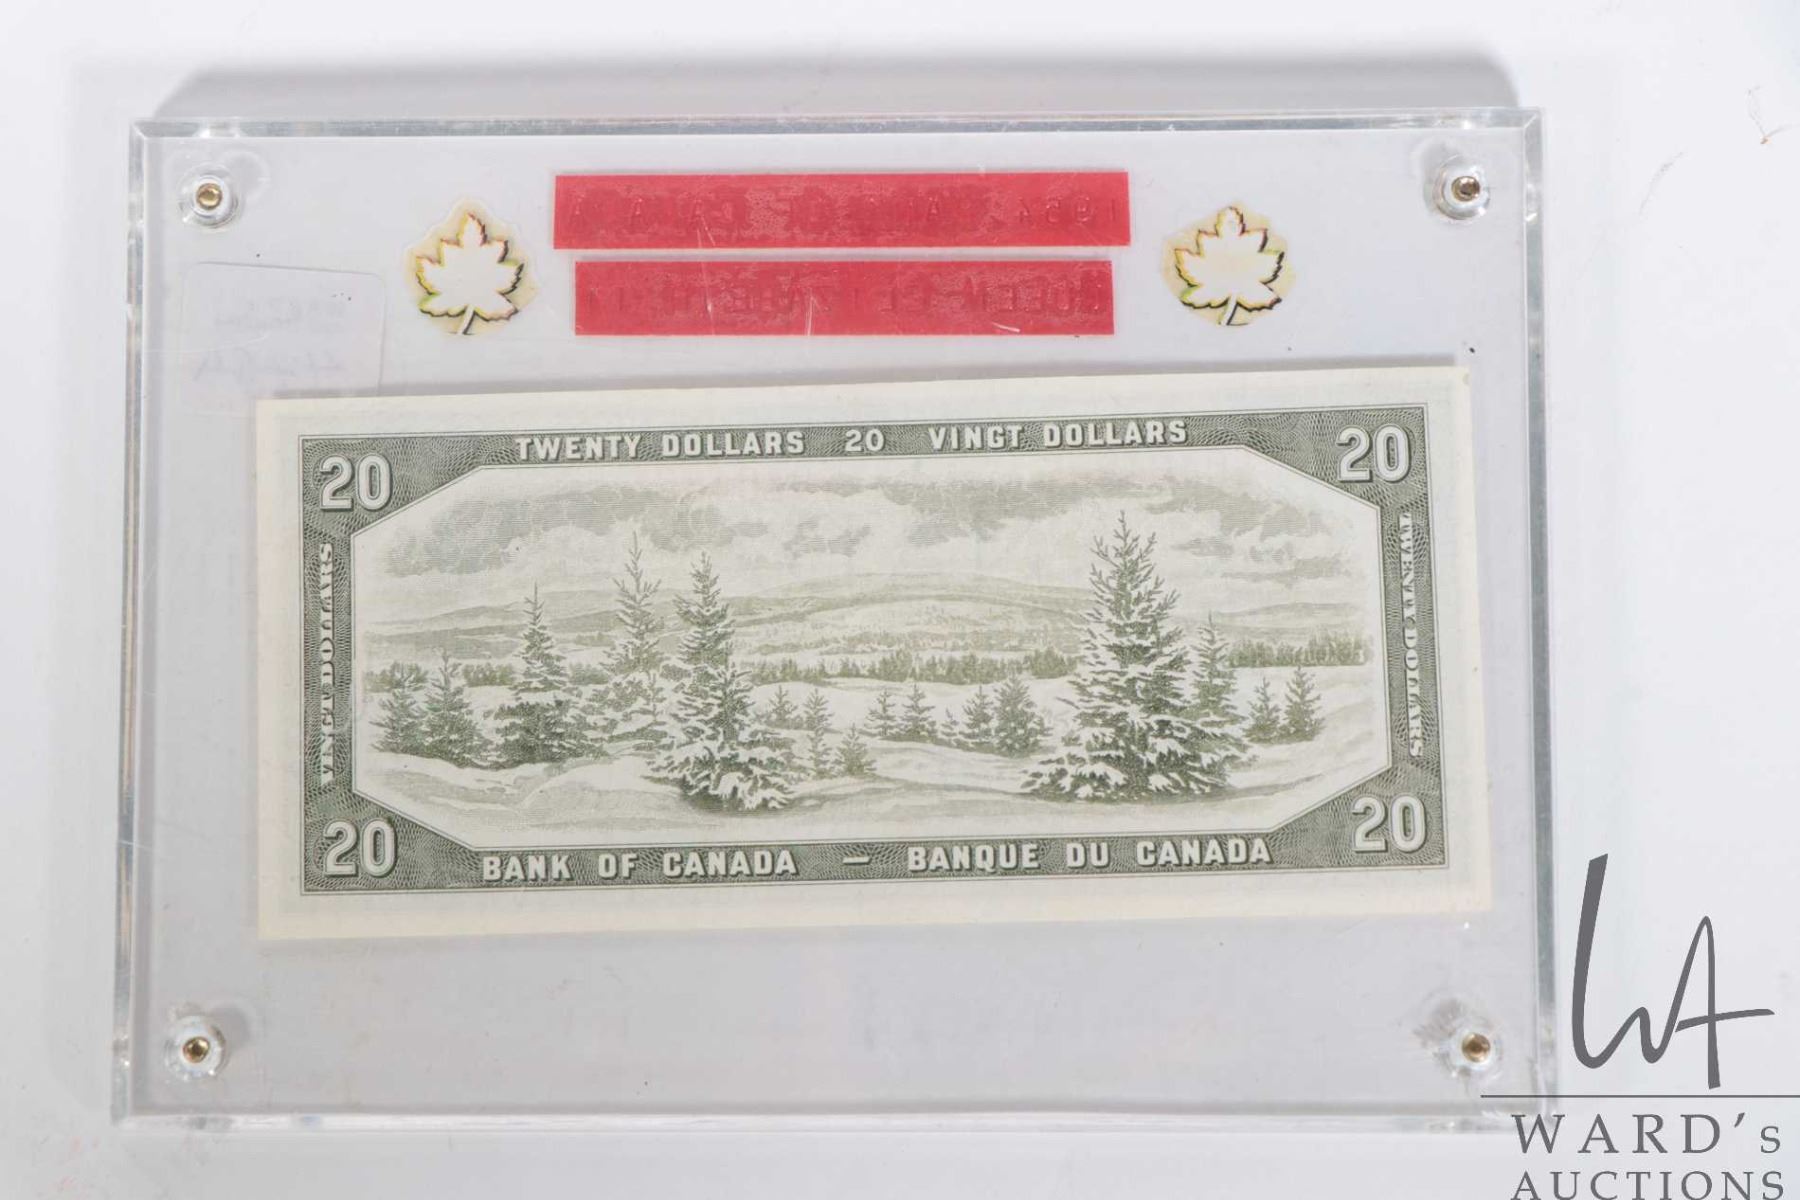 TWENTY DOLLARS 20 VINGT DOLLARS
20
20
VINGT DOLLARS
TWENTY DOLLARS
20
20
BANK OF CANADA — BANQUE DU CANADA
WA
WARD's
AUCTIONS